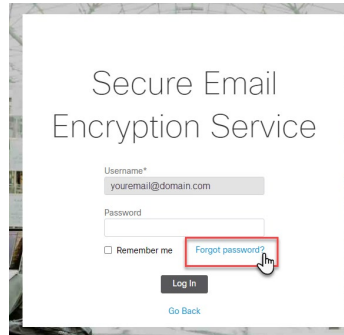 Secure Email
Encryption Service
Username*
youremail@domain.com
Password
Remember me Forgot password?
Log In
Go Back